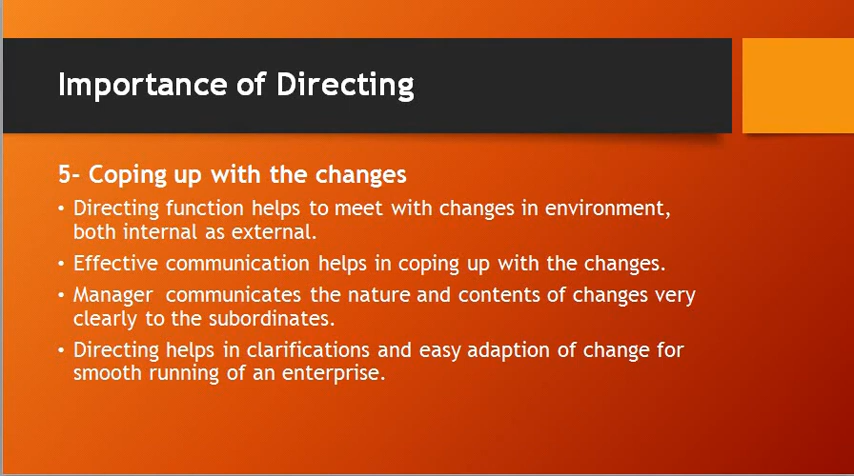 Importance of Directing
5- Coping up with the changes
• Directing function helps to meet with changes in environment,
both internal as external.
• Effective communication helps in coping up with the changes.
• Manager communicates the nature and contents of changes very
clearly to the subordinates.
• Directing helps in clarifications and easy adaption of change for
smooth running of an enterprise.